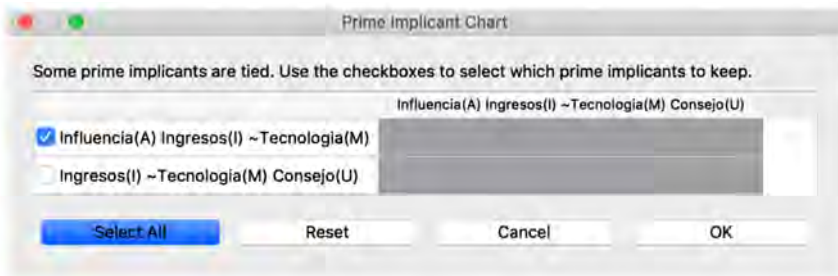 Prime Implicant Chart
Some prime implicants are tied. Use the checkboxes to select which prime implicants to keep.
Influencia(A) Ingresos(I) ~Tecnologia(M) Consejo(U)
Influencia(A) Ingresos(I) ~Tecnologia(M)
Ingresos(I) ~Tecnologia(M) Consejo(U)
Select All Reset Cancel OK